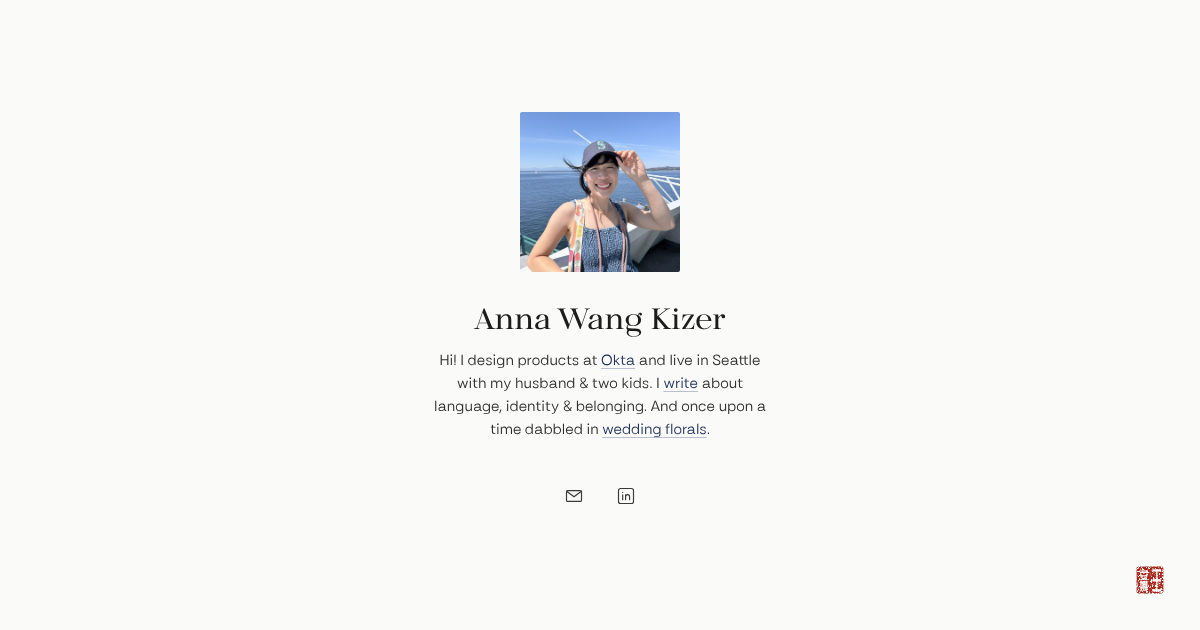 S
Anna Wang Kizer
Hi! I design products at Okta and live in Seattle
with my husband & two kids. I write about
language, identity & belonging. And once upon a
time dabbled in wedding florals.
in